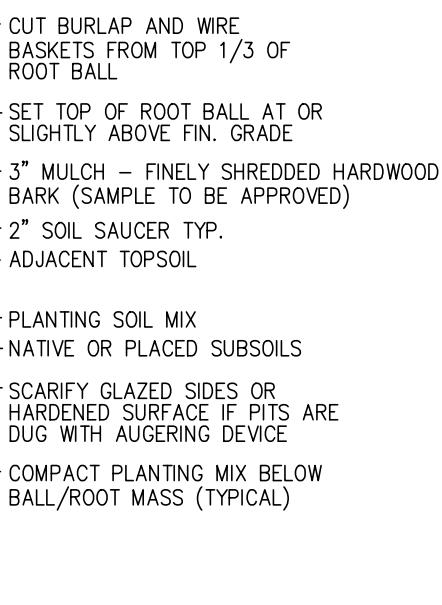 CUT BURLAP AND WIRE
BASKETS FROM TOP 1/3 OF
ROOT BALL
SET TOP OF ROOT BALL AT OR
SLIGHTLY ABOVE FIN. GRADE
3" MULCH – FINELY SHREDDED HARDWOOD
BARK (SAMPLE TO BE APPROVED)
2" SOIL SAUCER TYP.
ADJACENT TOPSOIL
PLANTING SOIL MIX
NATIVE OR PLACED SUBSOILS
SCARIFY GLAZED SIDES OR
HARDENED SURFACE IF PITS ARE
DUG WITH AUGERING DEVICE
COMPACT PLANTING MIX BELOW
BALL/ROOT MASS (TYPICAL)